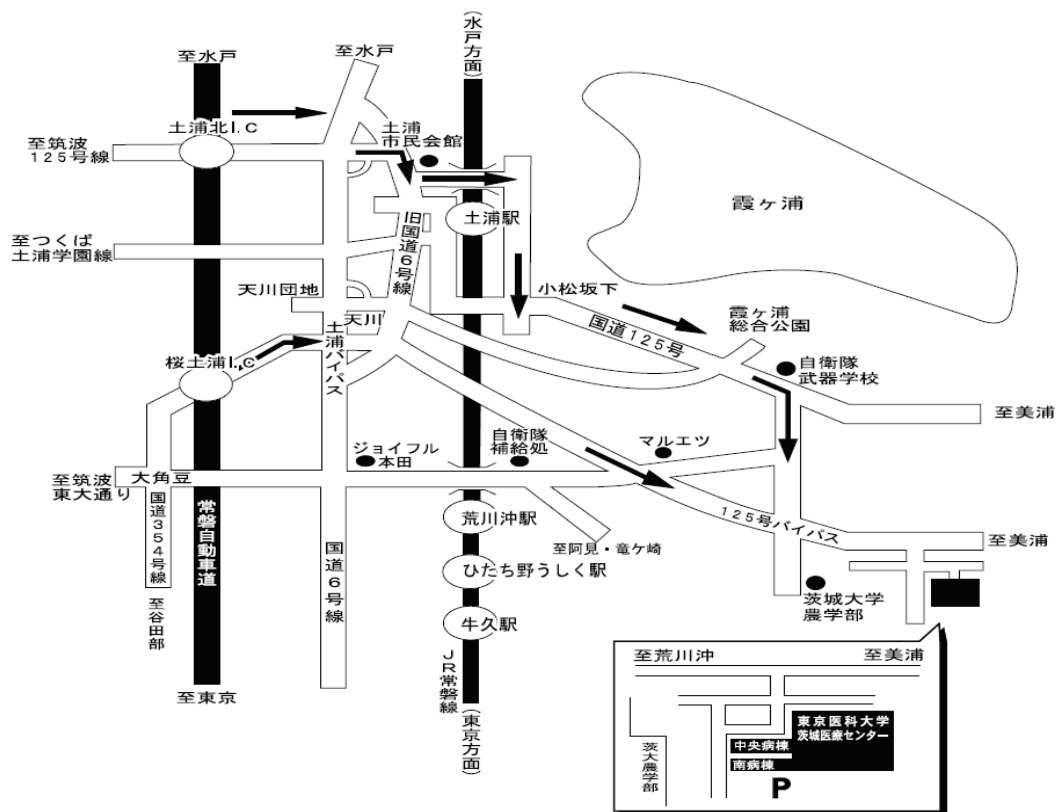 至水戸
至水戸
（水戸方面）
土浦北I.C
土浦
市民会館
至筑波
125号線
霞ヶ浦
土浦駅
旧国道6号線
至つくば
土浦学園線
天川団地
小松坂下
天川
土浦バイパス
国道125号
霞ヶ浦
総合公園
桜土浦I.C
自衛隊
武器学校
至美浦
ジョイフル
本田
自衛隊
補給処
マルエツ
至筑波
東大通り
大角豆
国道354号線
常磐自動車道
国道6号線
荒川沖駅
125号バイパス
至美浦
至阿見・竜ケ崎
ひたち野うしく駅
至谷田部
茨城大学
農学部
牛久駅
JR常磐線
至東京
（東京方面）
至荒川沖
至美浦
東京医科大学
茨城医療センター
中央病棟
南病棟
茨大農学部
P